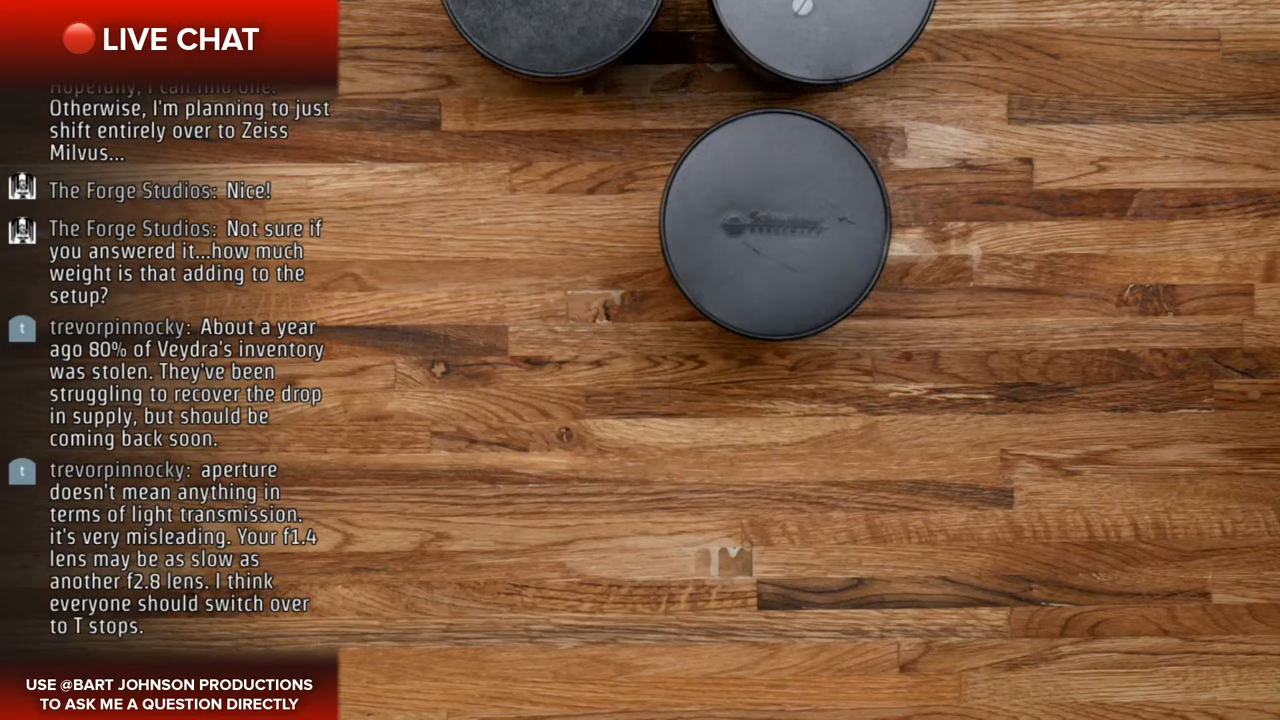 LIVE CHAT
Hopefully, I can find one.
Otherwise, I'm planning to just
shift entirely over to Zeiss
Milvus...
The Forge Studios: Nice!
The Forge Studios: Not sure if
you answered it...how much
weight is that adding to the
setup?
t
trevorpinnocky: About a year
ago 80% of Veydra's inventory
was stolen. They've been
struggling to recover the drop
in supply, but should be
coming back soon.
t
trevorpinnocky: aperture
doesn't mean anything in
terms of light transmission.
it's very misleading. Your f1.4
lens may be as slow as
another f2.8 lens. I think
everyone should switch over
to T stops.
USE @BART JOHNSON PRODUCTIONS
TO ASK ME A QUESTION DIRECTLY